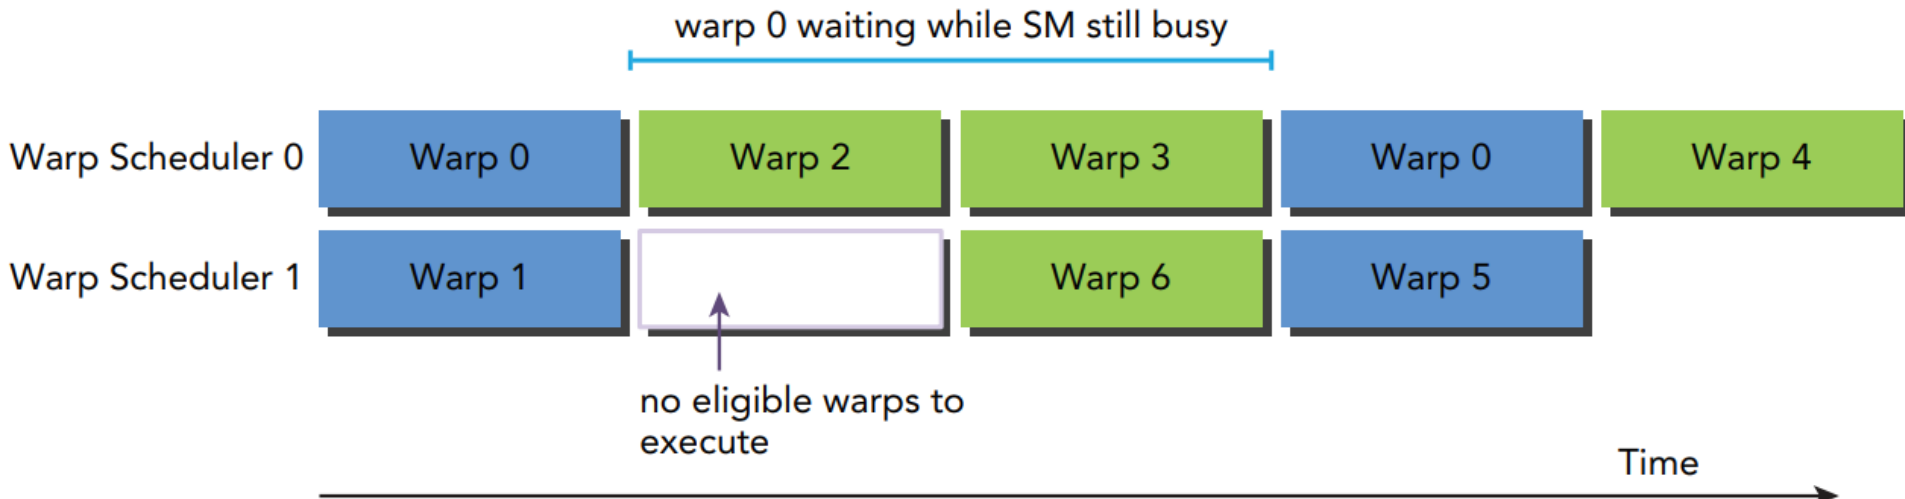 warp 0 waiting while SM still busy
Warp Scheduler 0
Warp 0
Warp 2
Warp 3
Warp 0
Warp 4
Warp Scheduler 1
Warp 1
Warp 6
Warp 5
no eligible warps to
execute
Time